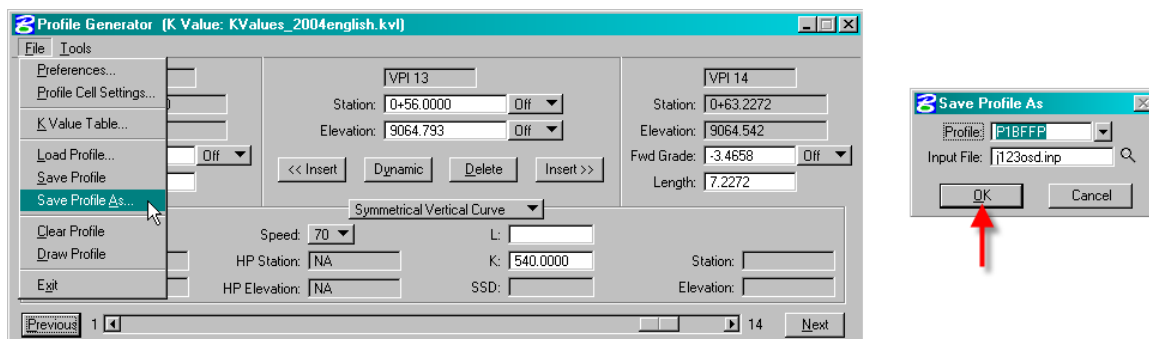 Profile Generator (K Value: KValues_2004english.kvl)
File Tools
Preferences...
Profile Cell Settings...
K Value Table...
Load Profile...
Save Profile
Save Profile As...
Clear Profile
Draw Profile
Exit
Off
VPI 13
Station: 0+56.0000 Off
Elevation: 9064.793 Off
<< Insert Dynamic Delete Insert >>
VPI 14
Station: 0+63.2272
Elevation: 9064.542
Fwd Grade: -3.4658 Off
Length: 7.2272
Symmetrical Vertical Curve
Speed: 70 L:
HP Station: NA K: 540.0000 Station:
HP Elevation: NA SSD: Elevation:
Previous 1 14 Next
Save Profile As
Profile: P1BFFP
Input File: j123osd.inp
OK Cancel